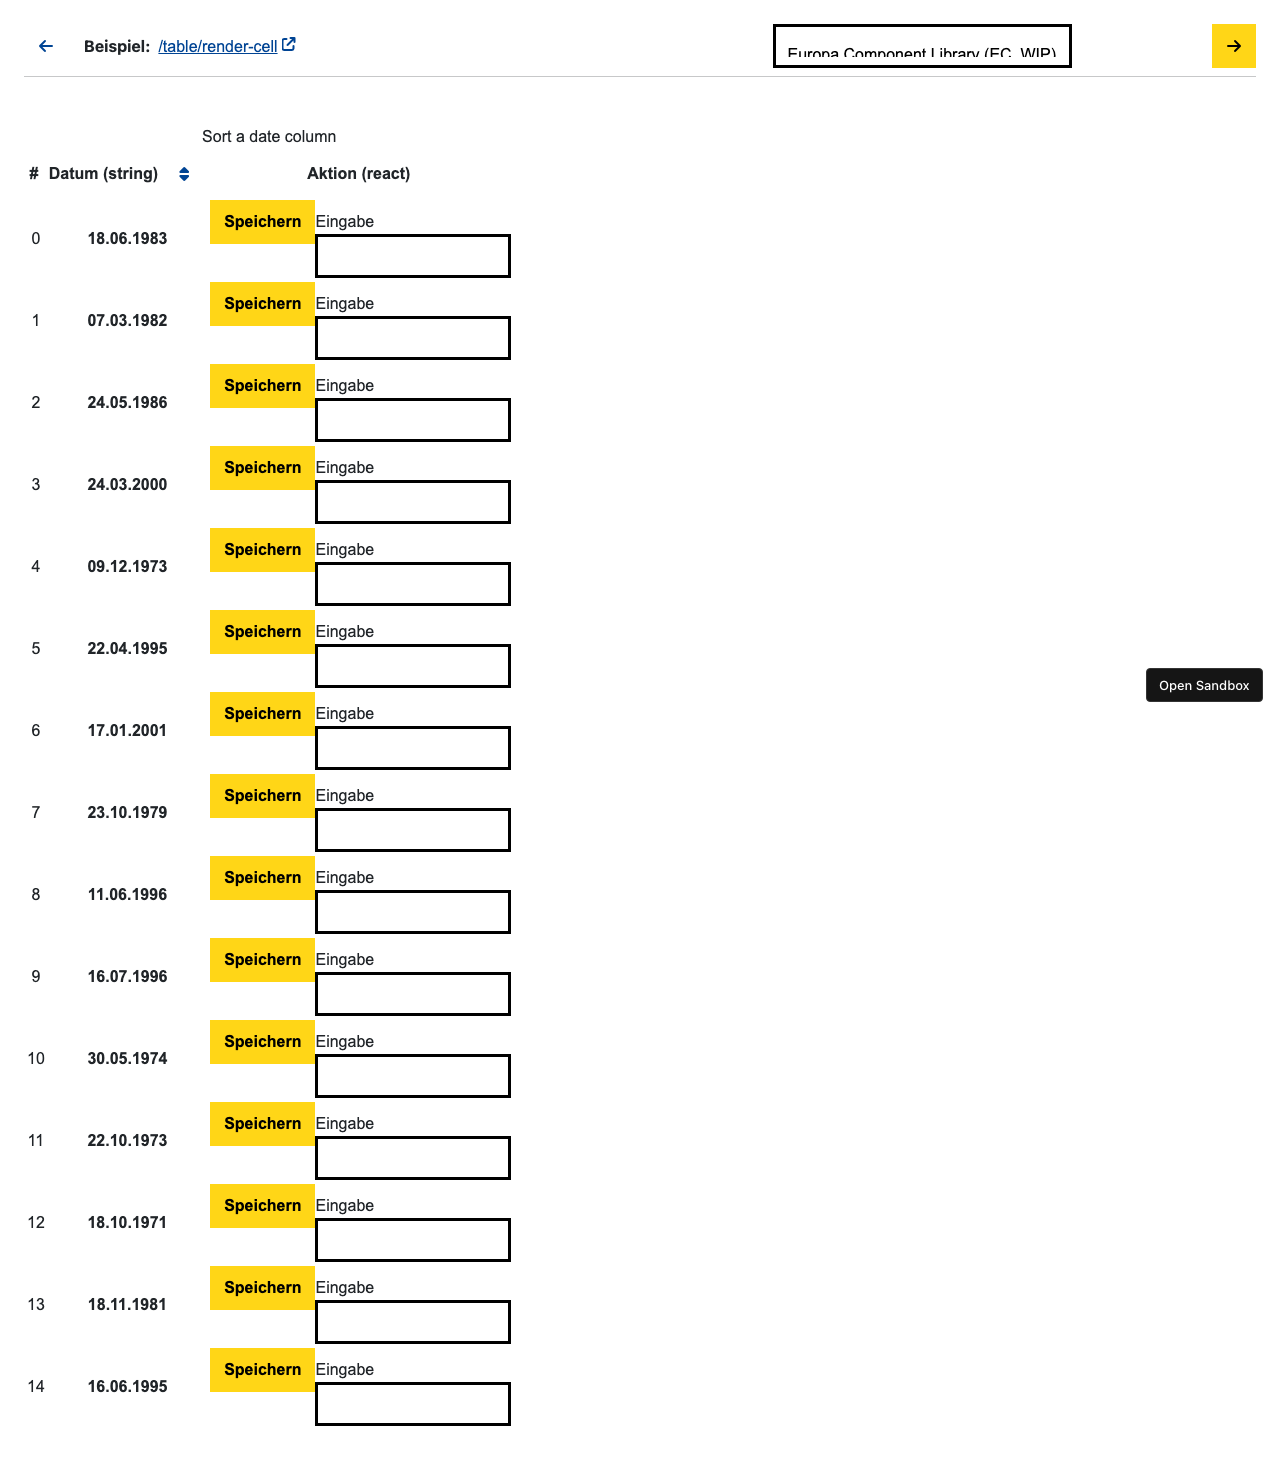 Beispiel: /table/render-cell
Europa Component Library (EC, WIP)
Sort a date column
# Datum (string) Aktion (react)
0 18.06.1983 Speichern Eingabe
1 07.03.1982 Speichern Eingabe
2 24.05.1986 Speichern Eingabe
3 24.03.2000 Speichern Eingabe
4 09.12.1973 Speichern Eingabe
5 22.04.1995 Speichern Eingabe
Open Sandbox
6 17.01.2001 Speichern Eingabe
7 23.10.1979 Speichern Eingabe
8 11.06.1996 Speichern Eingabe
9 16.07.1996 Speichern Eingabe
10 30.05.1974 Speichern Eingabe
11 22.10.1973 Speichern Eingabe
12 18.10.1971 Speichern Eingabe
13 18.11.1981 Speichern Eingabe
14 16.06.1995 Speichern Eingabe